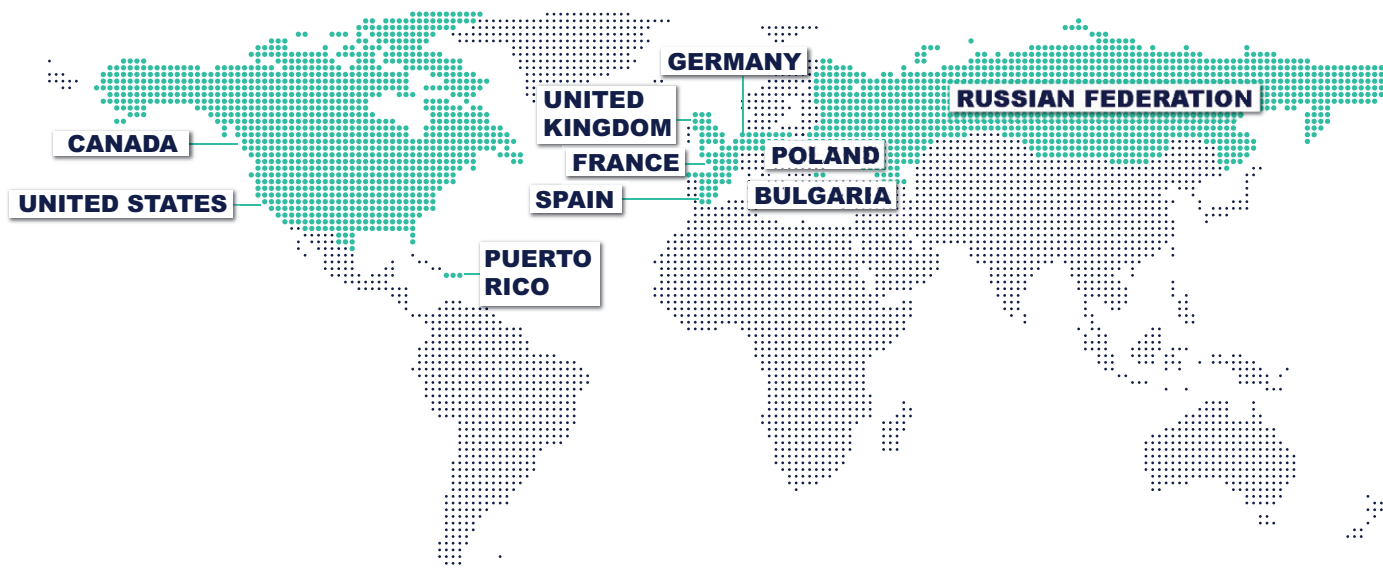 GERMANY
UNITED
KINGDOM
RUSSIAN FEDERATION
CANADA
FRANCE
POLAND
UNITED STATES
SPAIN
BULGARIA
PUERTO
RICO